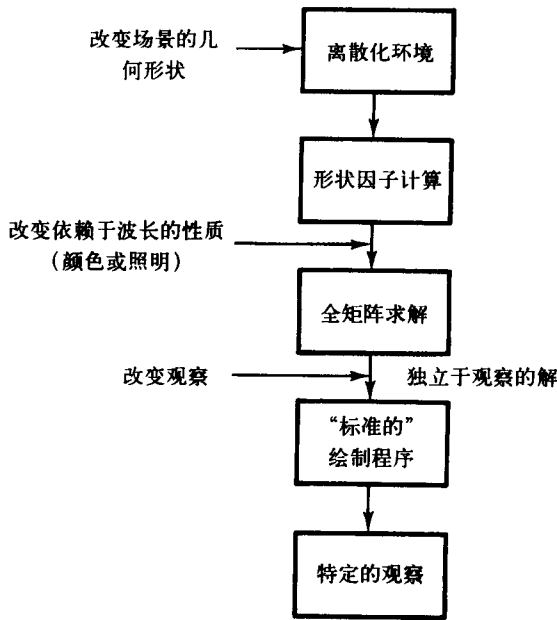 改变场景的几
何形状
离散化环境
形状因子计算
改变依赖于波长的性质
（颜色或照明）
全矩阵求解
改变观察
独立于观察的解
“标准的”
绘制程序
特定的观察